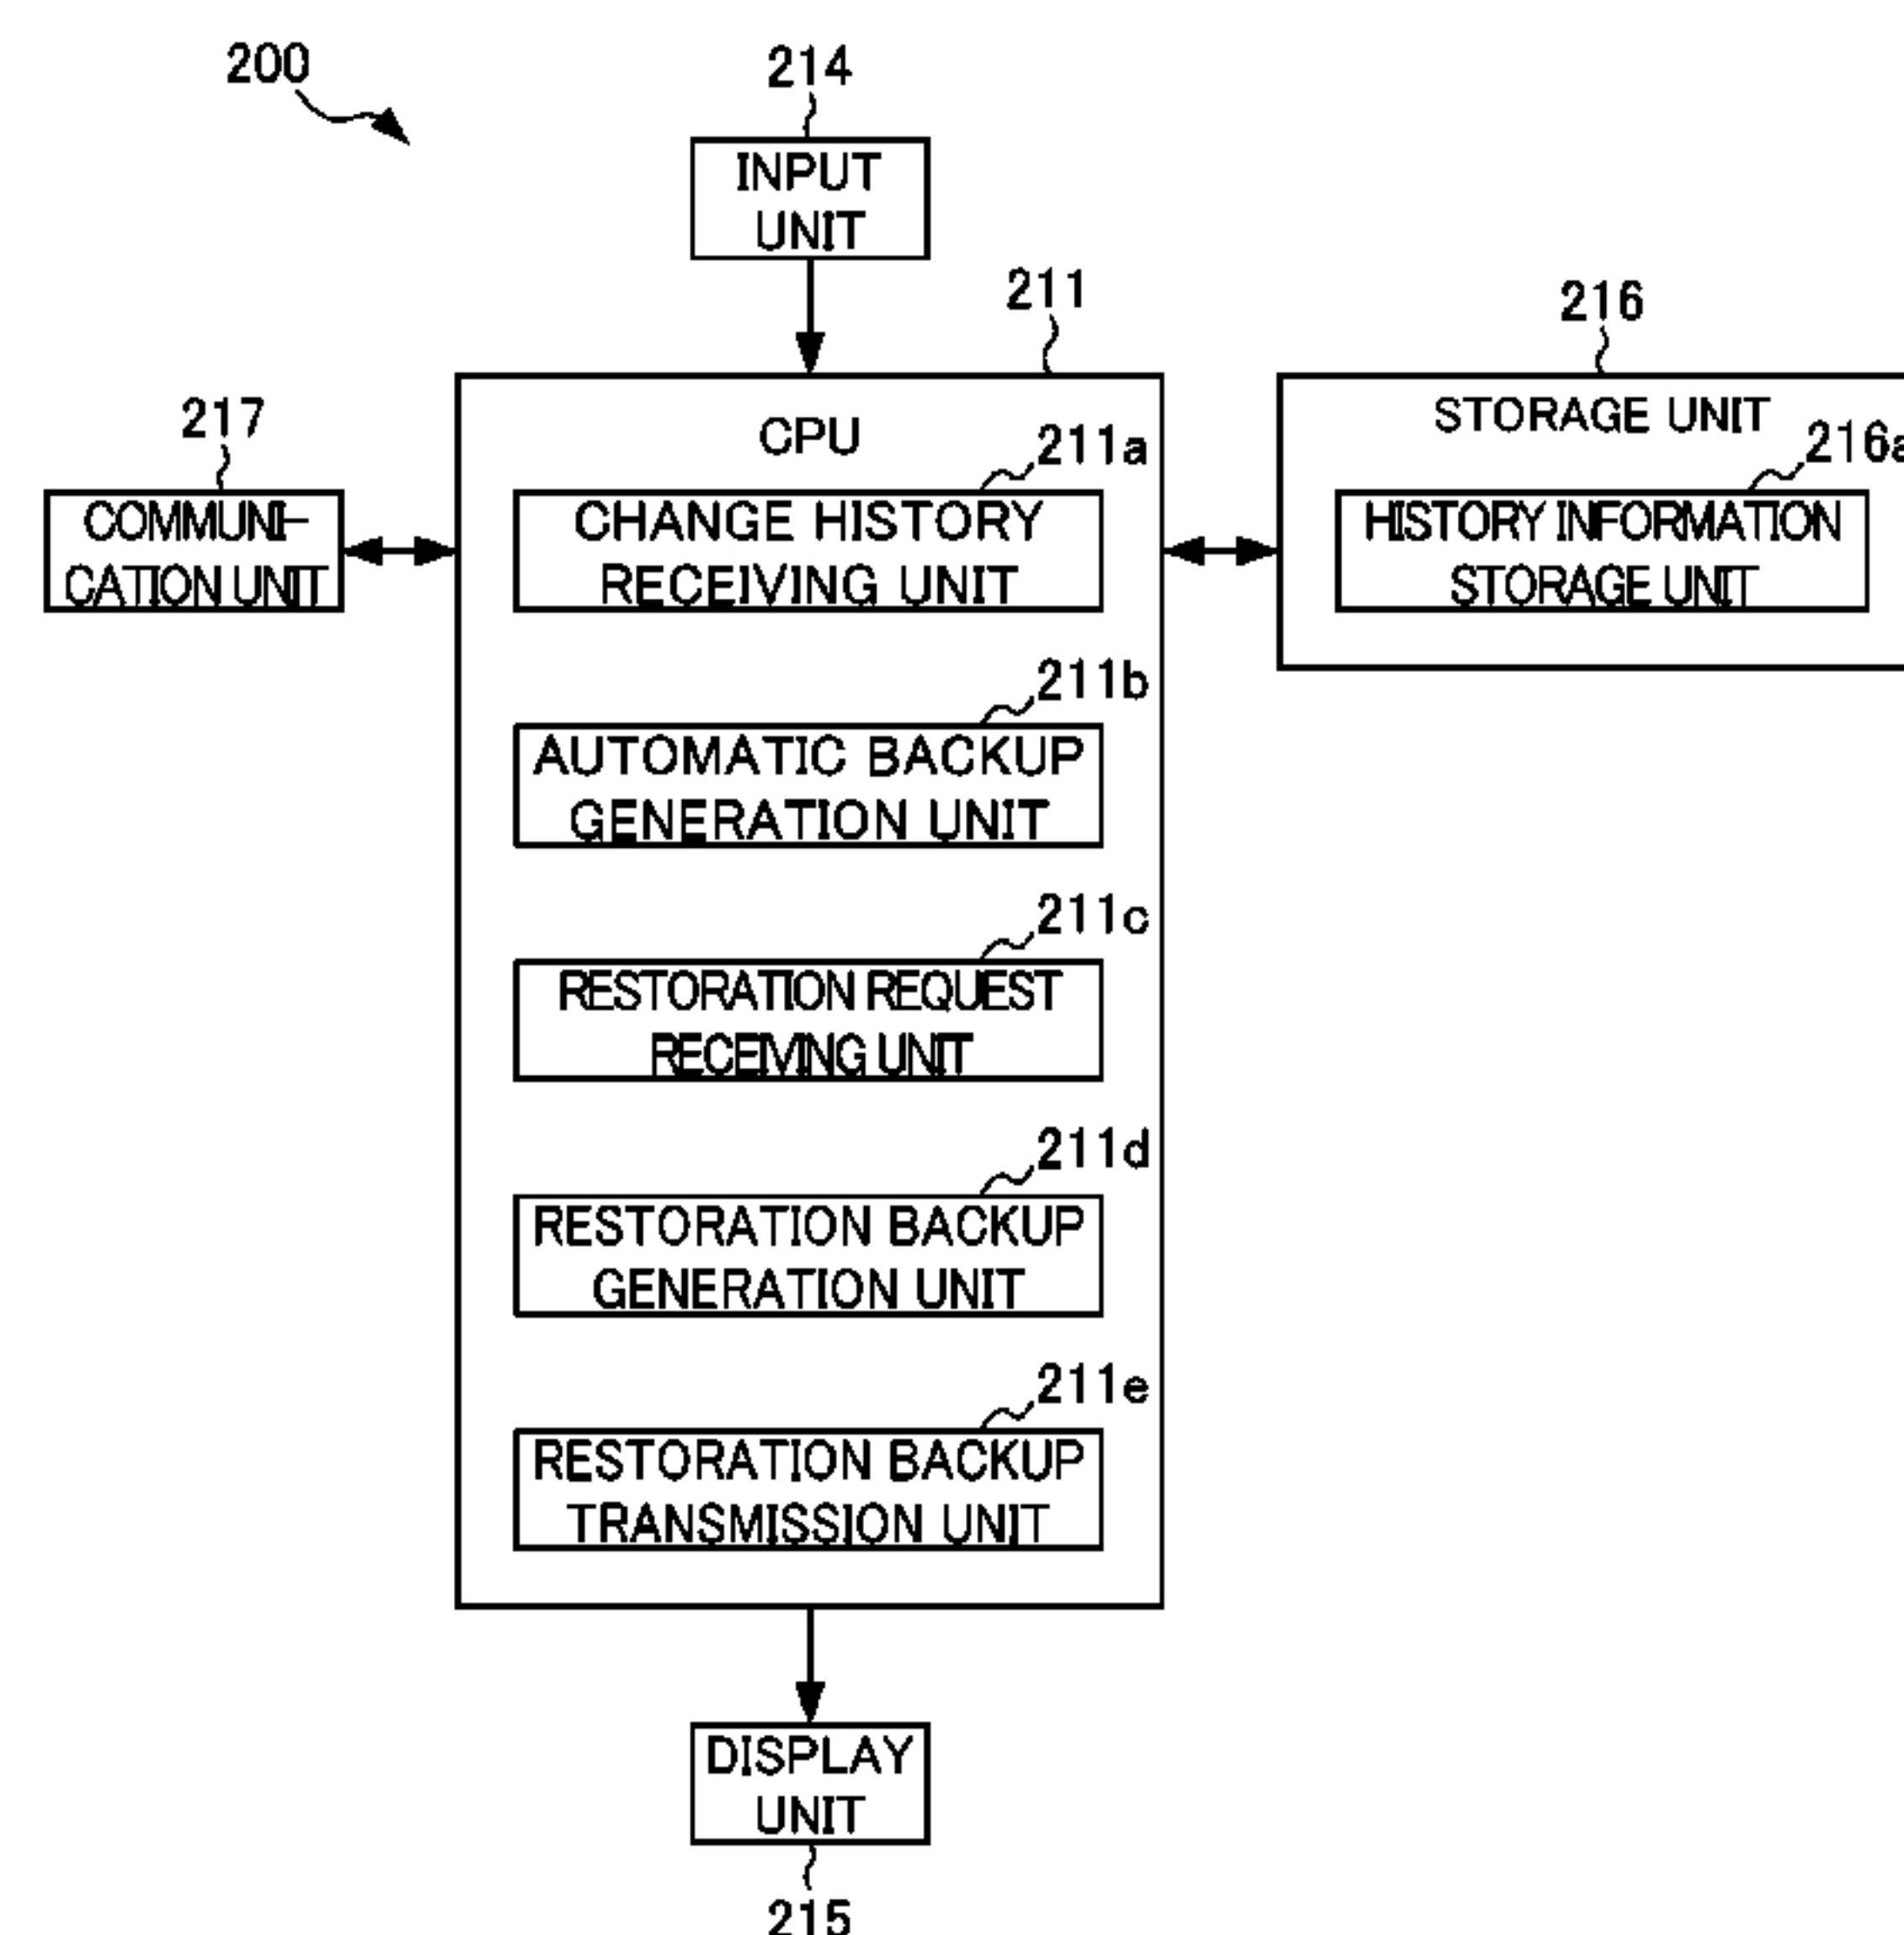 200
214
INPUT
UNIT
211
216
217
CPU
STORAGE UNIT
211a
216a
COMMUNI-
CATION UNIT
CHANGE HISTORY
RECEIVING UNIT
HISTORY INFORMATION
STORAGE UNIT
211b
AUTOMATIC BACKUP
GENERATION UNIT
211c
RESTORATION REQUEST
RECEIVING UNIT
211d
RESTORATION BACKUP
GENERATION UNIT
211e
RESTORATION BACKUP
TRANSMISSION UNIT
DISPLAY
UNIT
215